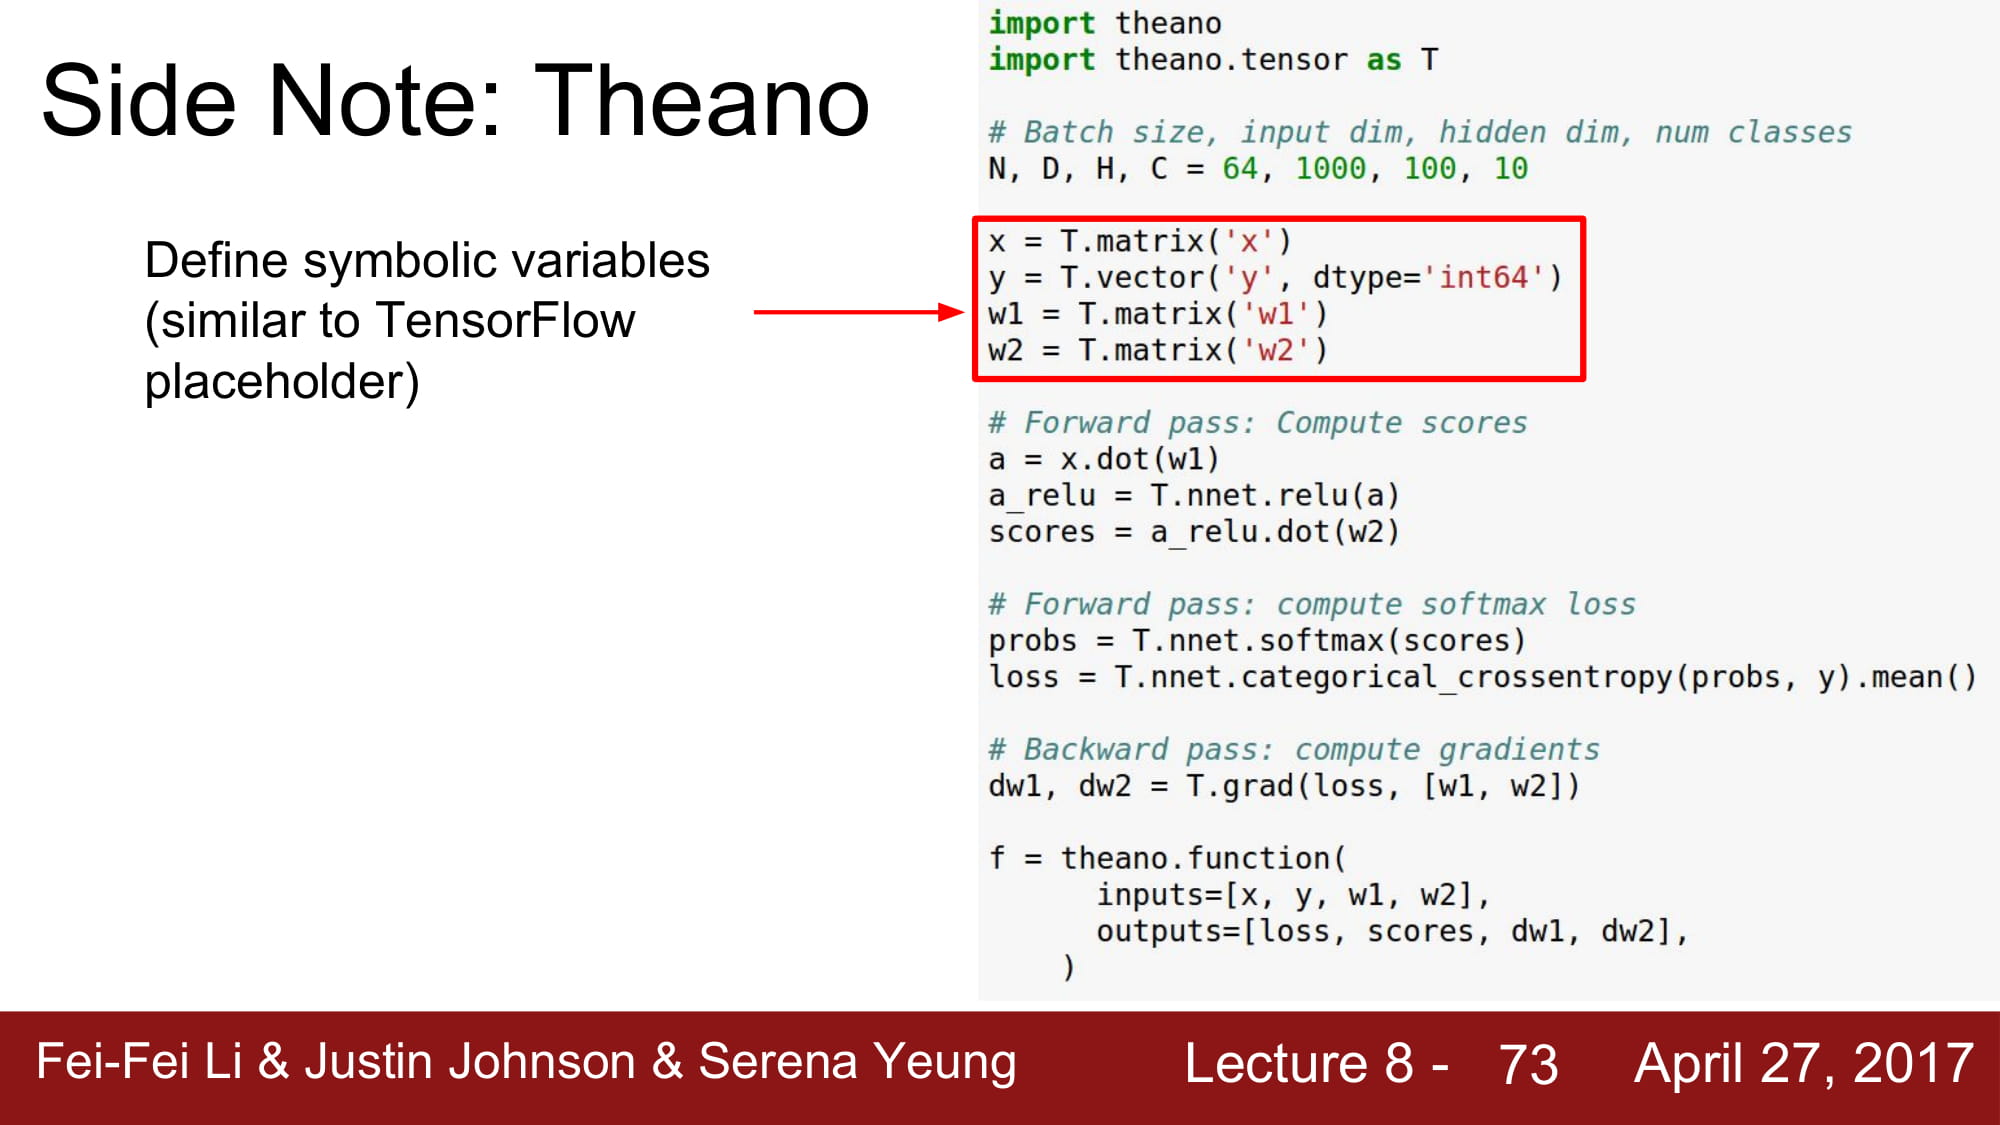 Side Note: Theano
Define symbolic variables
(similar to TensorFlow
placeholder)
import theano
import theano.tensor as T
# Batch size, input dim, hidden dim, num classes
N, D, H, C = 64, 1000, 100, 10
x = T.matrix('x')
y = T.vector('y', dtype='int64')
w1 = T.matrix('w1')
w2 = T.matrix('w2')
# Forward pass: Compute scores
a = x.dot(w1)
a_relu = T.nnet.relu(a)
scores = a_relu.dot(w2)
# Forward pass: compute softmax loss
probs = T.nnet.softmax(scores)
loss = T.nnet.categorical_crossentropy(probs, y).mean()
# Backward pass: compute gradients
dw1, dw2 = T.grad(loss, [w1, w2])
f = theano.function(
inputs=[x, y, w1, w2],
outputs=[loss, scores, dw1, dw2],
)
Fei-Fei Li & Justin Johnson & Serena Yeung Lecture 8 - 73 April 27, 2017